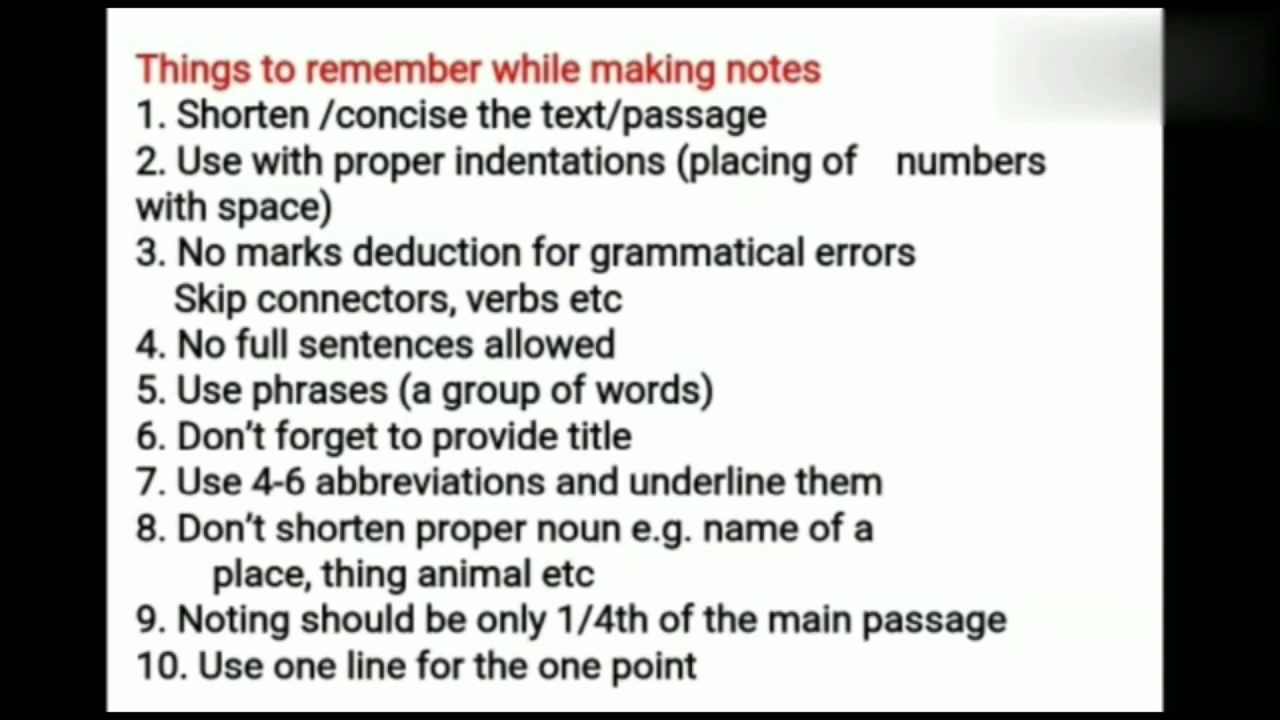 Things to remember while making notes
1. Shorten /concise the text/passage
2. Use with proper indentations (placing of numbers
with space)
3. No marks deduction for grammatical errors
Skip connectors, verbs etc
4. No full sentences allowed
5. Use phrases (a group of words)
6. Don't forget to provide title
7. Use 4-6 abbreviations and underline them
8. Don't shorten proper noun e.g. name of a
place, thing animal etc
9. Noting should be only 1/4th of the main passage
10. Use one line for the one point